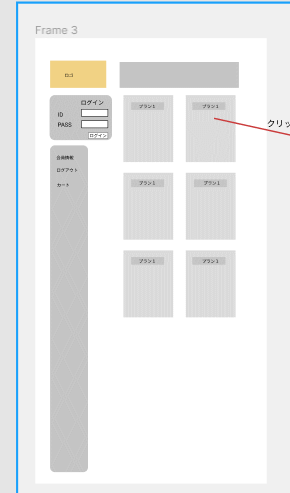 Frame 3
ロゴ
ログイン
ID
PASS
ログイン
会員情報
ログアウト
カート
プラン1
プラン1
プラン1
プラン1
プラン1
プラン1
クリッ